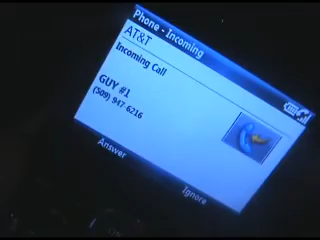 Phone - Incoming
AT&T
Incoming Call
GUY #1
(509) 947 6216
Answer
Ignore